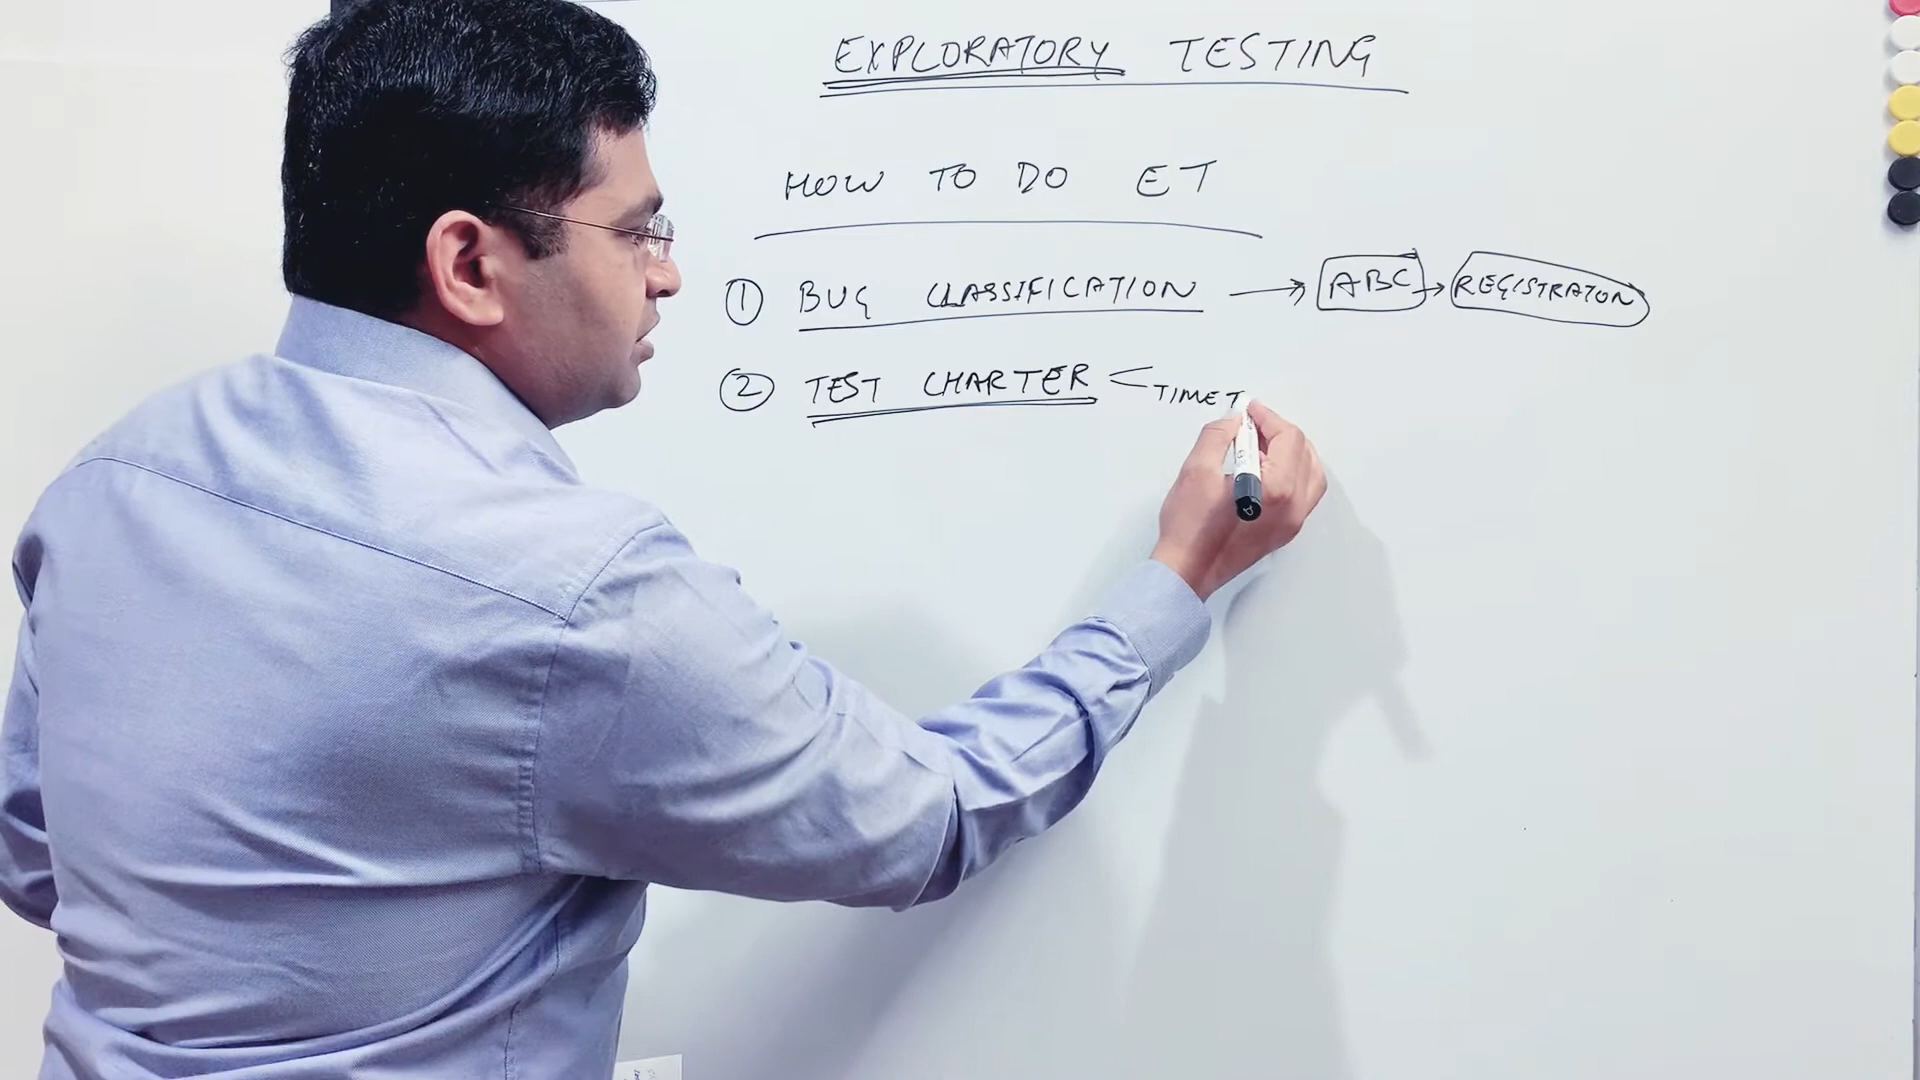 EXPLORATORY TESTING
HOW TO DO ET
1 BUG CLASSIFICATION → ABC → REGISTRATON
2 TEST CHARTER < TIME T